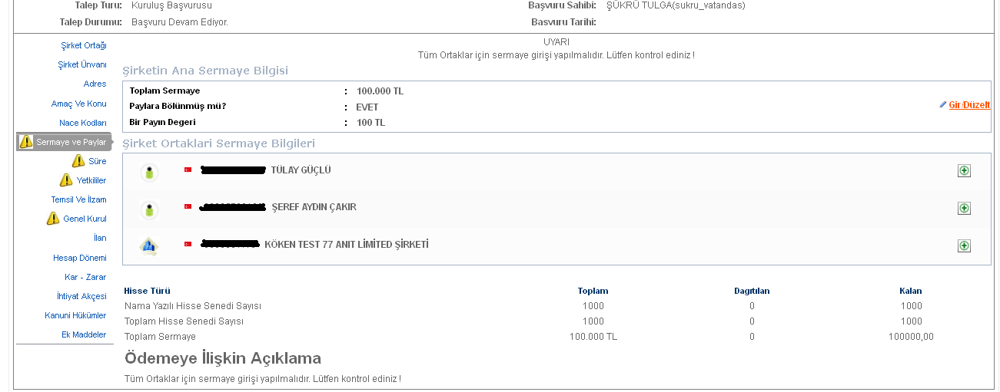 Talep Turu: Kuruluş Başvurusu Başvuru Sahibi: ŞÜKRÜ TULGA(sukru_vatandas)
Talep Durumu: Başvuru Devam Ediyor. Basvuru Tarihi:
UYARI
Tüm Ortaklar için sermaye girişi yapılmalıdır. Lütfen kontrol ediniz !
Şirket Ortağı
Şirket Ünvanı
Adres
Amaç Ve Konu
Nace Kodları
Sermaye ve Paylar
Süre
Yetkililer
Temsil Ve İlzam
Genel Kurul
İlan
Hesap Dönemi
Kar - Zarar
İhtiyat Akçesi
Kanuni Hükümler
Ek Maddeler
Şirketin Ana Sermaye Bilgisi
Toplam Sermaye : 100.000 TL
Paylara Bölünmüş mü? : EVET
Bir Payın Degeri : 100 TL
Gir/Düzelt
Şirket Ortaklari Sermaye Bilgileri
TÜLAY GÜÇLÜ
ŞEREF AYDIN ÇAKIR
KÖKEN TEST 77 ANIT LİMİTED ŞİRKETİ
Hisse Türü Toplam Dagıtılan Kalan
Nama Yazılı Hisse Senedi Sayısı 1000 0 1000
Toplam Hisse Senedi Sayısı 1000 0 1000
Toplam Sermaye 100.000 TL 0 100000,00
Ödemeye İlişkin Açıklama
Tüm Ortaklar için sermaye girişi yapılmalıdır. Lütfen kontrol ediniz !